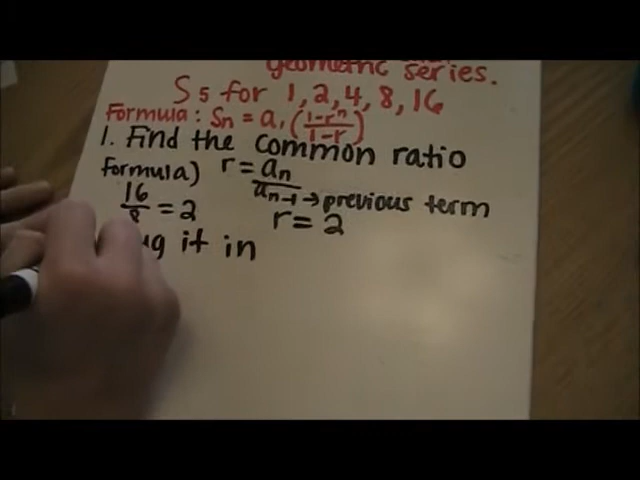 geometric series.
S5 for 1, 2, 4, 8, 16
Formula: Sn = a1 (1-r^n / 1-r)
1. Find the common ratio
Formula) r = an / an-1 → previous term
16/8 = 2 r = 2
it in